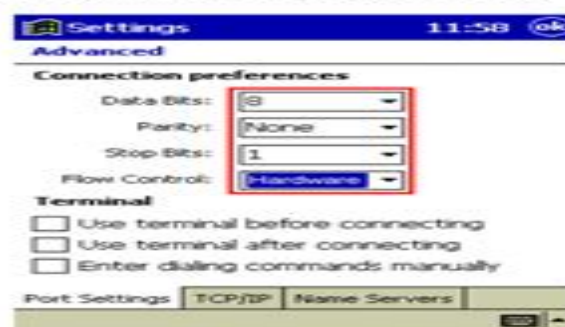 Settings 11:58 ok
Advanced
Connection preferences
Data Bits: 8
Parity: None
Stop Bits: 1
Flow Control: Hardware
Terminal
Use terminal before connecting
Use terminal after connecting
Enter dialing commands manually
Port Settings TCP/IP Name Servers